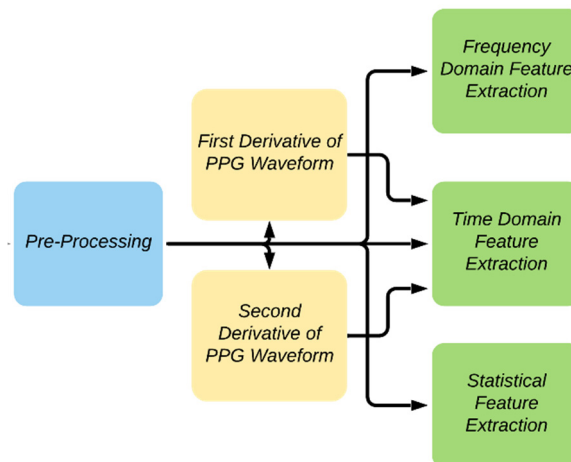 Frequency
Domain Feature
Extraction
First Derivative of
PPG Waveform
Pre-Processing
Time Domain
Feature
Extraction
Second
Derivative of
PPG Waveform
Statistical
Feature
Extraction